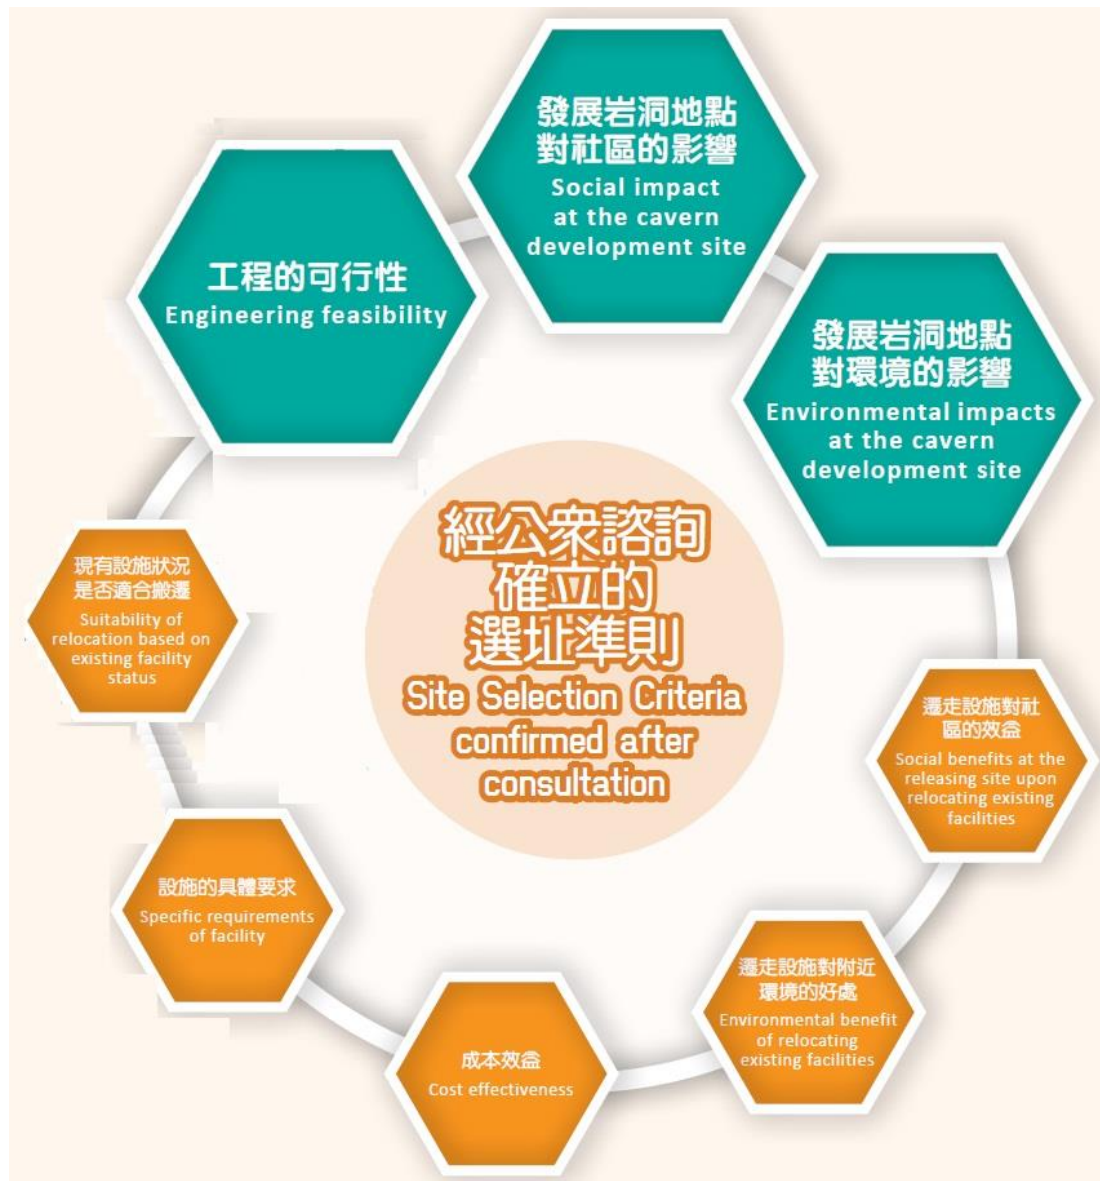 發展岩洞地點
對社區的影響
Social impact
at the cavern
development site
工程的可行性
Engineering feasibility
發展岩洞地點
對環境的影響
Environmental impacts
at the cavern
development site
經公眾諮詢
確立的
選址準則
Site Selection Criteria
confirmed after
consultation
現有設施狀況
是否適合搬遷
Suitability of
relocation based on
existing facility
status
遷走設施對社
區的效益
Social benefits at the
releasing site upon
relocating existing
facilities
設施的具體要求
Specific requirements
of facility
遷走設施對附近
環境的好處
Environmental benefit
of relocating
existing facilities
成本效益
Cost effectiveness